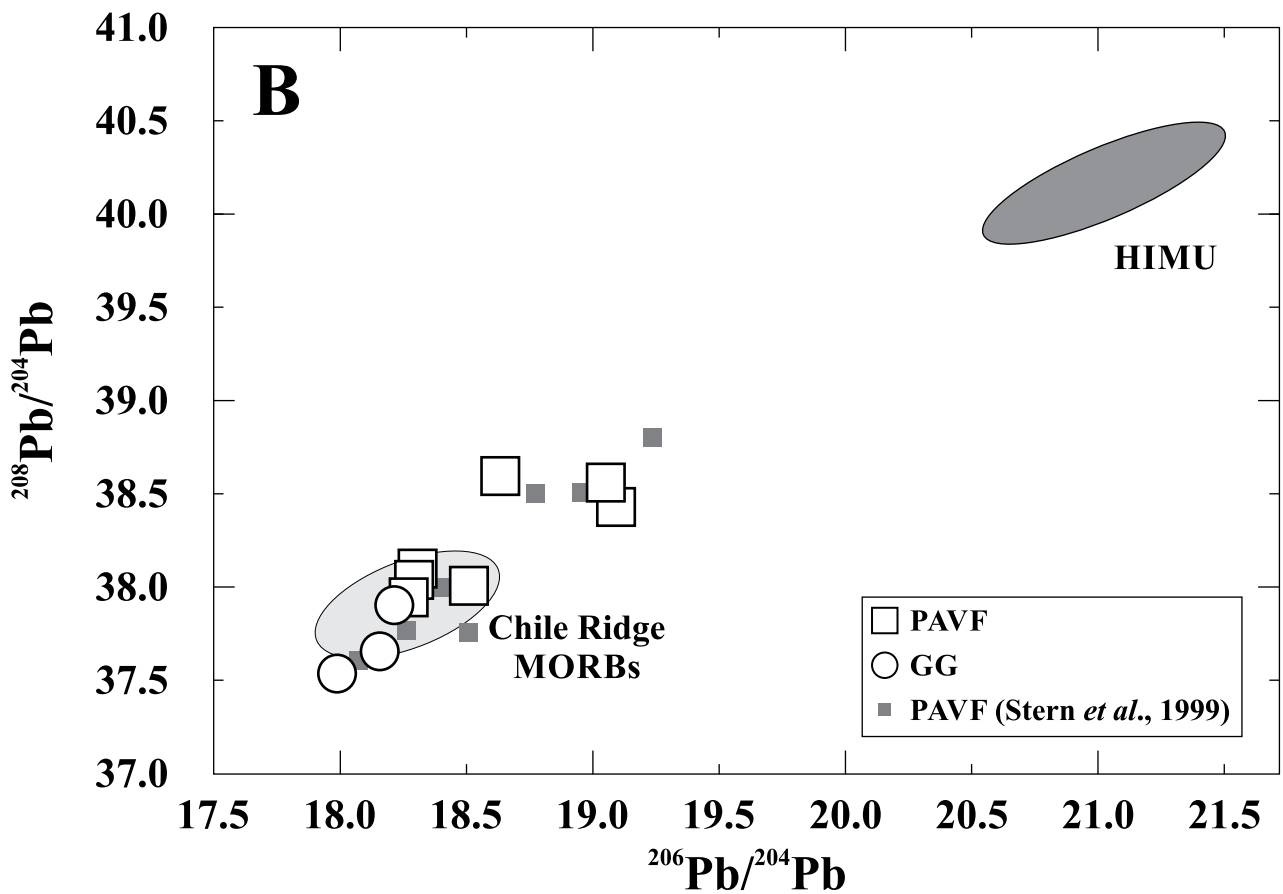 B
41.0
40.5
40.0
39.5
39.0
38.5
38.0
37.5
37.0
208Pb/204Pb
HIMU
Chile Ridge
MORBs
PAVF
GG
PAVF (Stern et al., 1999)
17.5 18.0 18.5 19.0 19.5 20.0 20.5 21.0 21.5
206Pb/204Pb